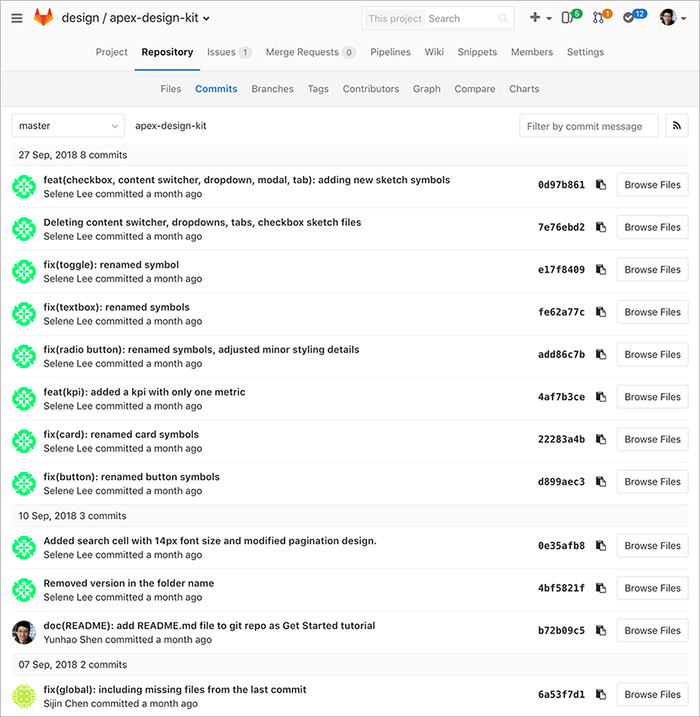 design / apex-design-kit
This project Search
5
1
12
Project Repository Issues 1 Merge Requests 0 Pipelines Wiki Snippets Members Settings
Files Commits Branches Tags Contributors Graph Compare Charts
master apex-design-kit Filter by commit message
27 Sep, 2018 8 commits
feat(checkbox, content switcher, dropdown, modal, tab): adding new sketch symbols
Selene Lee committed a month ago
0d97b861 Browse Files
Deleting content switcher, dropdowns, tabs, checkbox sketch files
Selene Lee committed a month ago
7e76ebd2 Browse Files
fix(toggle): renamed symbol
Selene Lee committed a month ago
e17f8409 Browse Files
fix(textbox): renamed symbols
Selene Lee committed a month ago
fe62a77c Browse Files
fix(radio button): renamed symbols, adjusted minor styling details
Selene Lee committed a month ago
add86c7b Browse Files
feat(kpi): added a kpi with only one metric
Selene Lee committed a month ago
4af7b3ce Browse Files
fix(card): renamed card symbols
Selene Lee committed a month ago
22283a4b Browse Files
fix(button): renamed button symbols
Selene Lee committed a month ago
d899aec3 Browse Files
10 Sep, 2018 3 commits
Added search cell with 14px font size and modified pagination design.
Selene Lee committed a month ago
0e35afb8 Browse Files
Removed version in the folder name
Selene Lee committed a month ago
4bf5821f Browse Files
doc(README): add README.md file to git repo as Get Started tutorial
Yunhao Shen committed a month ago
b72b09c5 Browse Files
07 Sep, 2018 2 commits
fix(global): including missing files from the last commit
Sijin Chen committed a month ago
6a53f7d1 Browse Files